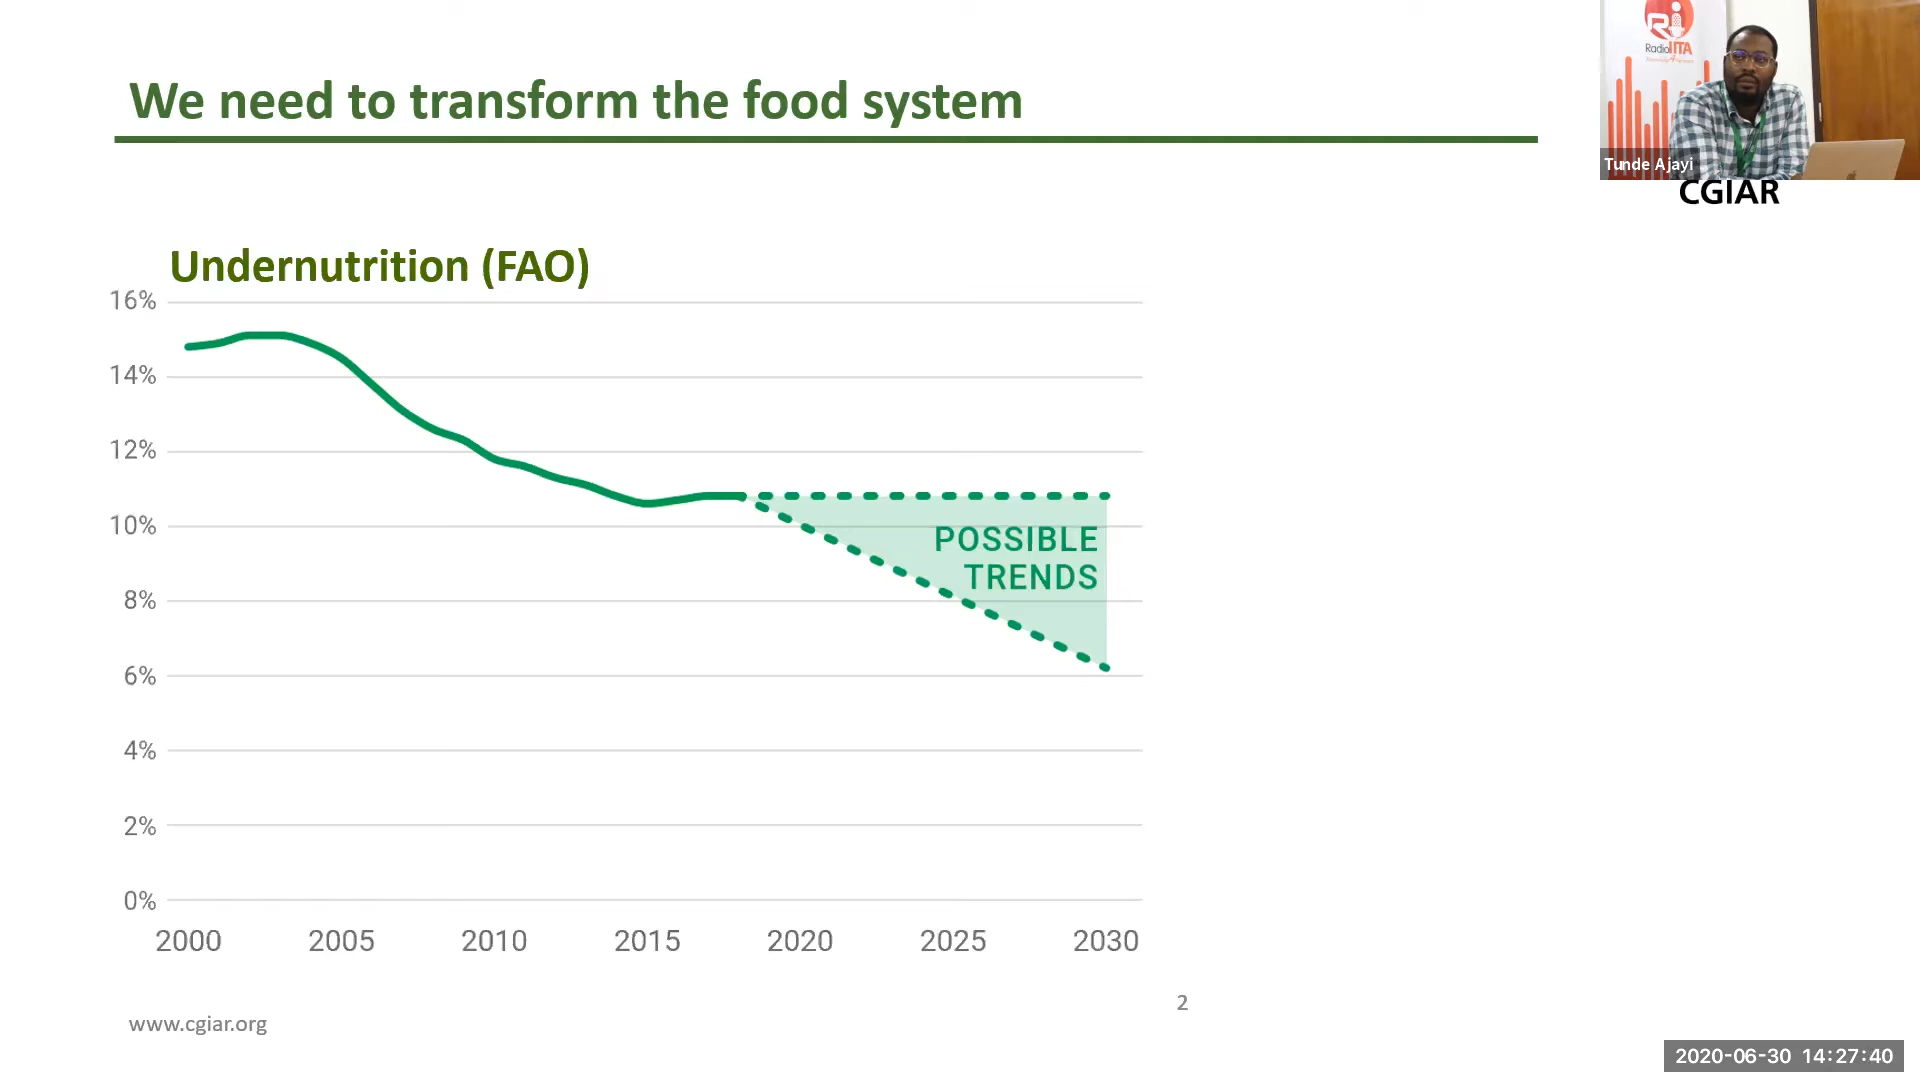 We need to transform the food system
Radio IITA
Tunde Ajayi
CGIAR
Undernutrition (FAO)
16%
14%
12%
10%
8%
6%
4%
2%
0%
POSSIBLE
TRENDS
2000 2005 2010 2015 2020 2025 2030
2
www.cgiar.org
2020-06-30 14:27:40